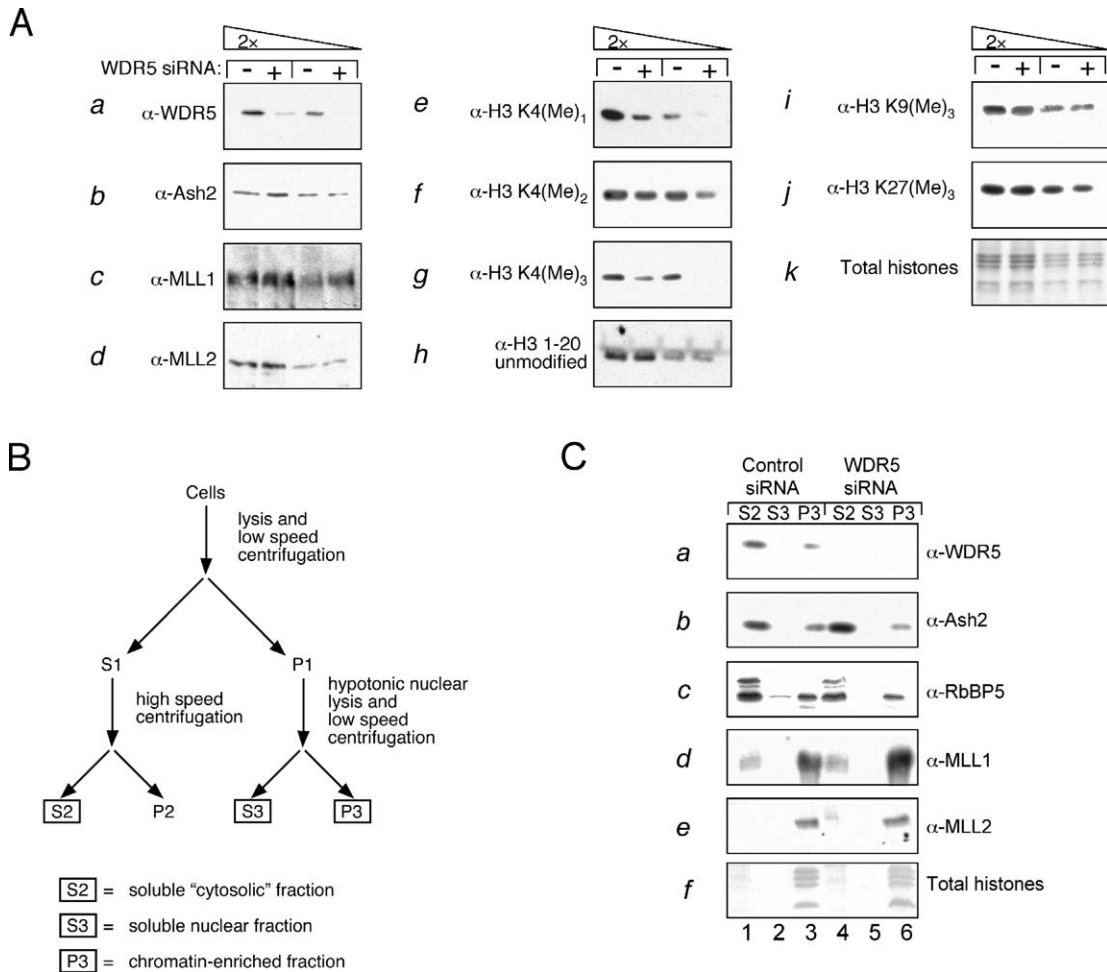 A
2×
WDR5 siRNA: - + - +
a α-WDR5
b α-Ash2
c α-MLL1
d α-MLL2
2×
- + - +
e α-H3 K4(Me)₁
f α-H3 K4(Me)₂
g α-H3 K4(Me)₃
h α-H3 1-20
unmodified
2×
- + - +
i α-H3 K9(Me)₃
j α-H3 K27(Me)₃
k Total histones
B
Cells
lysis and
low speed
centrifugation
S1
P1
high speed
centrifugation
hypotonic nuclear
lysis and
low speed
centrifugation
S2
P2
S3
P3
S2 = soluble "cytosolic" fraction
S3 = soluble nuclear fraction
P3 = chromatin-enriched fraction
C
Control
siRNA
WDR5
siRNA
S2 S3 P3 S2 S3 P3
a α-WDR5
b α-Ash2
c α-RbBP5
d α-MLL1
e α-MLL2
f Total histones
1 2 3 4 5 6